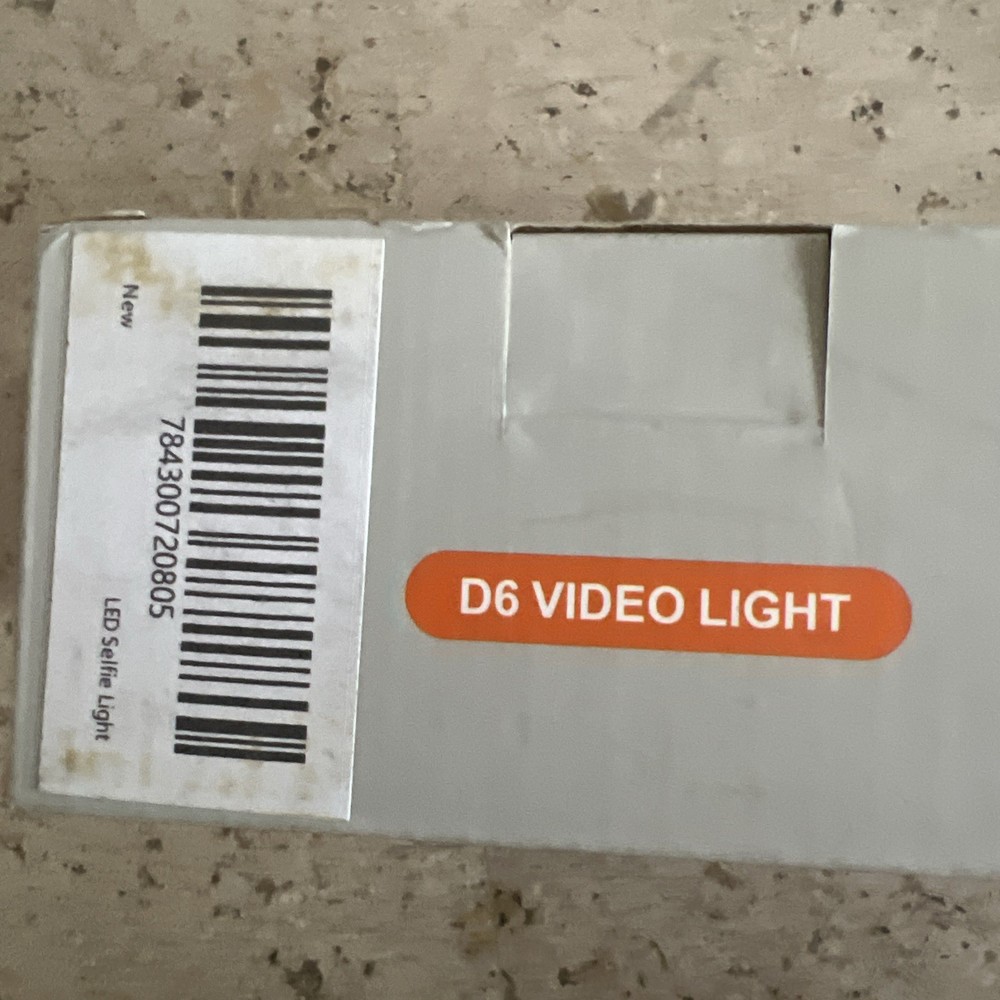 New
784300720805
LED Selfie Light
D6 VIDEO LIGHT